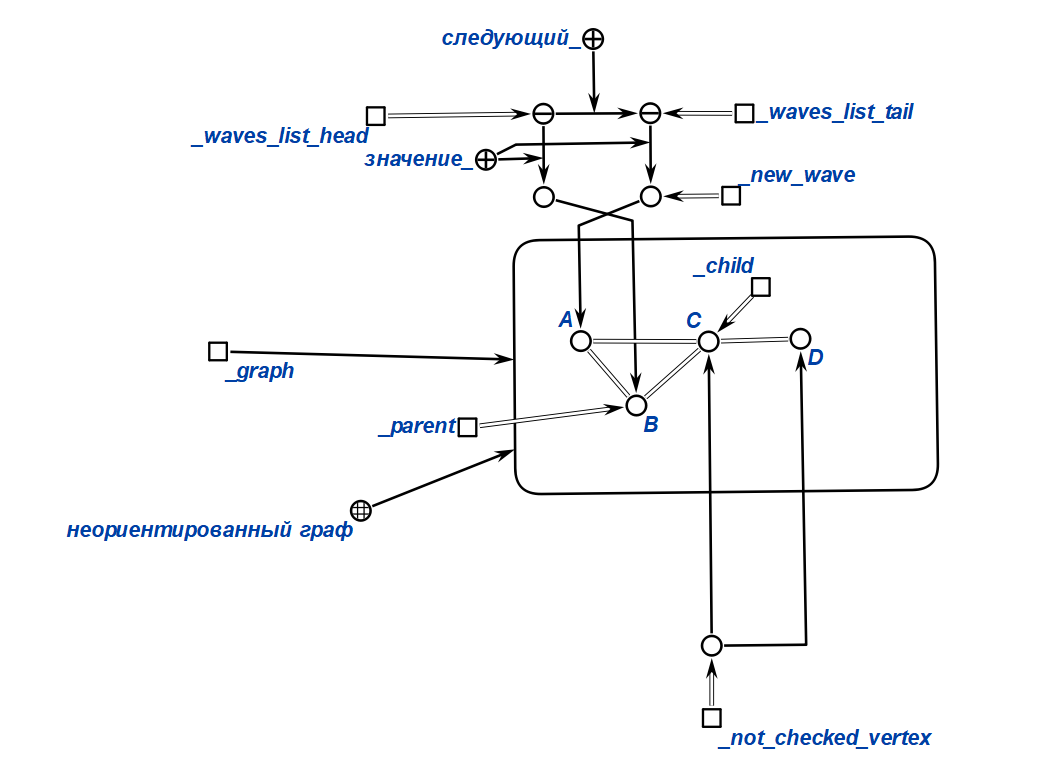 следующий_
_waves_list_head
_waves_list_tail
значение_
_new_wave
_child
A
C
D
_graph
_parent
B
неориентированный граф
_not_checked_vertex